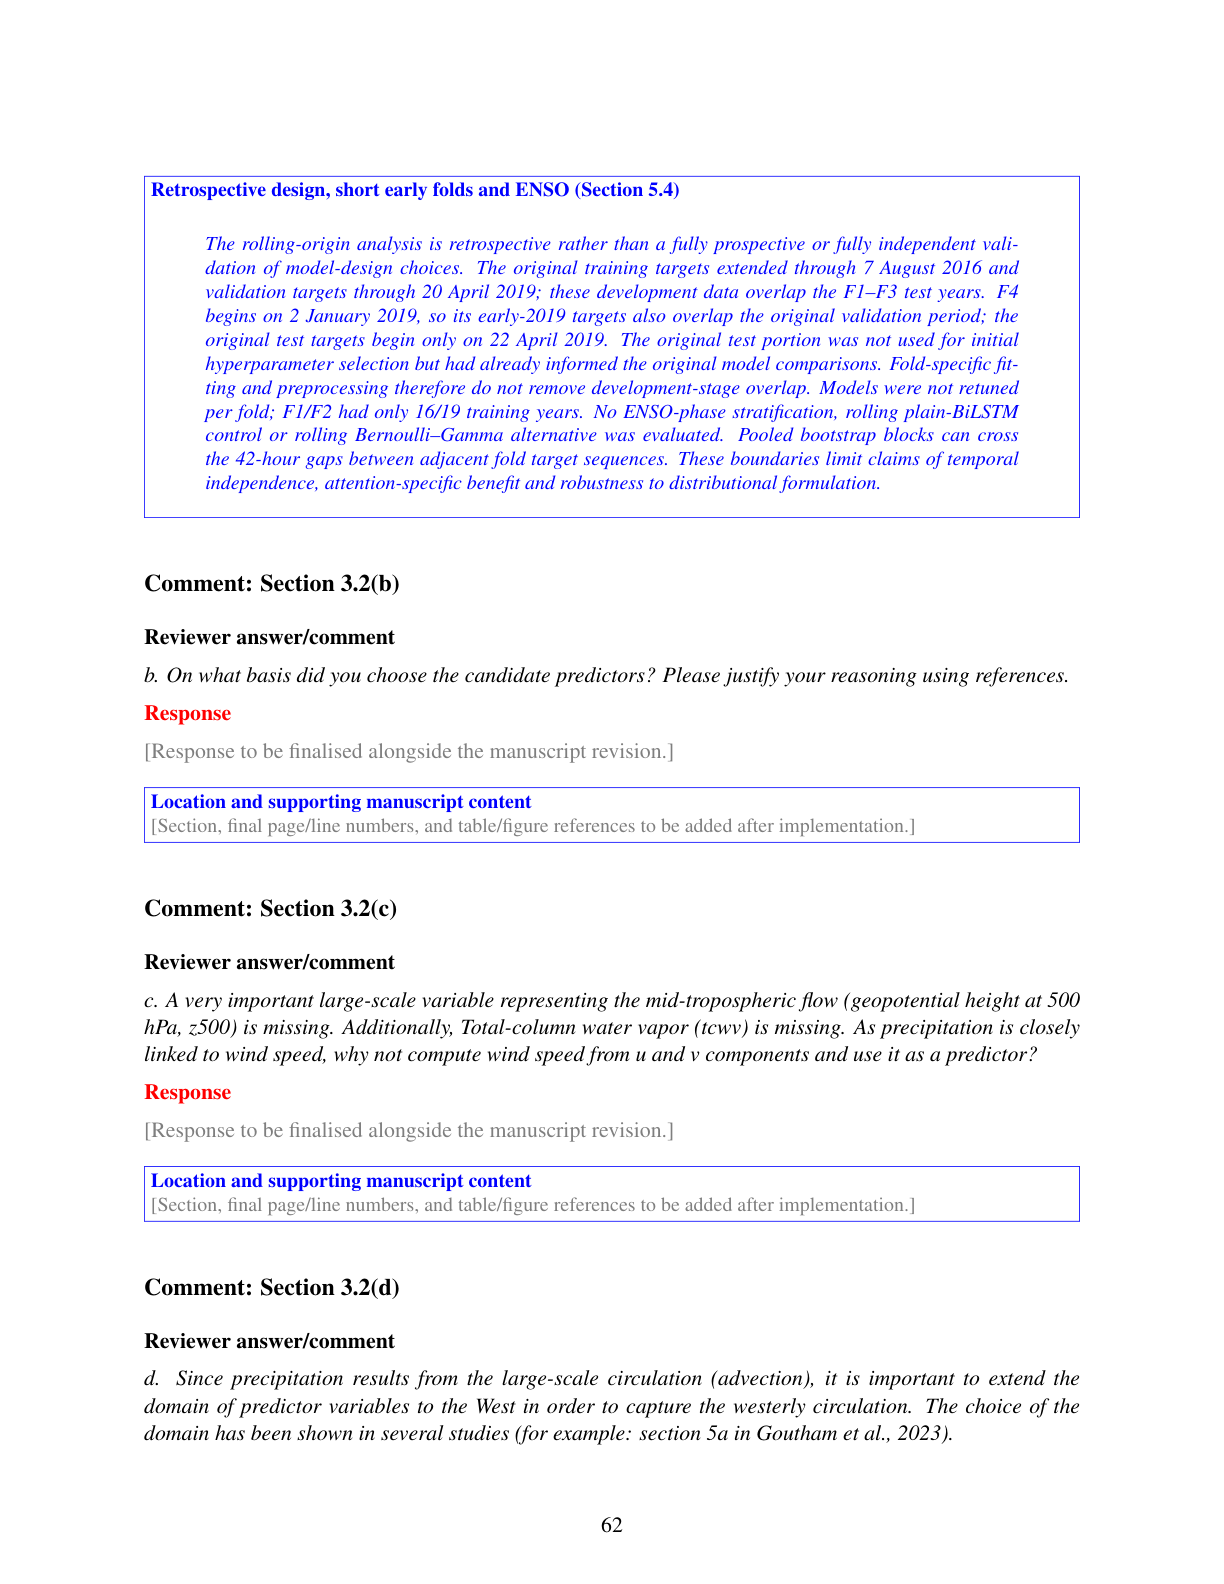 Retrospective design, short early folds and ENSO (Section 5.4)
The rolling-origin analysis is retrospective rather than a fully prospective or fully independent vali-
dation of model-design choices. The original training targets extended through 7 August 2016 and
validation targets through 20 April 2019; these development data overlap the F1–F3 test years. F4
begins on 2 January 2019, so its early-2019 targets also overlap the original validation period; the
original test targets begin only on 22 April 2019. The original test portion was not used for initial
hyperparameter selection but had already informed the original model comparisons. Fold-specific fit-
ting and preprocessing therefore do not remove development-stage overlap. Models were not retuned
per fold; F1/F2 had only 16/19 training years. No ENSO-phase stratification, rolling plain-BiLSTM
control or rolling Bernoulli–Gamma alternative was evaluated. Pooled bootstrap blocks can cross
the 42-hour gaps between adjacent fold target sequences. These boundaries limit claims of temporal
independence, attention-specific benefit and robustness to distributional formulation.
Comment: Section 3.2(b)
Reviewer answer/comment
b. On what basis did you choose the candidate predictors? Please justify your reasoning using references.
Response
[Response to be finalised alongside the manuscript revision.]
Location and supporting manuscript content
[Section, final page/line numbers, and table/figure references to be added after implementation.]
Comment: Section 3.2(c)
Reviewer answer/comment
c. A very important large-scale variable representing the mid-tropospheric flow (geopotential height at 500
hPa, z500) is missing. Additionally, Total-column water vapor (tcwv) is missing. As precipitation is closely
linked to wind speed, why not compute wind speed from u and v components and use it as a predictor?
Response
[Response to be finalised alongside the manuscript revision.]
Location and supporting manuscript content
[Section, final page/line numbers, and table/figure references to be added after implementation.]
Comment: Section 3.2(d)
Reviewer answer/comment
d. Since precipitation results from the large-scale circulation (advection), it is important to extend the
domain of predictor variables to the West in order to capture the westerly circulation. The choice of the
domain has been shown in several studies (for example: section 5a in Goutham et al., 2023).
62